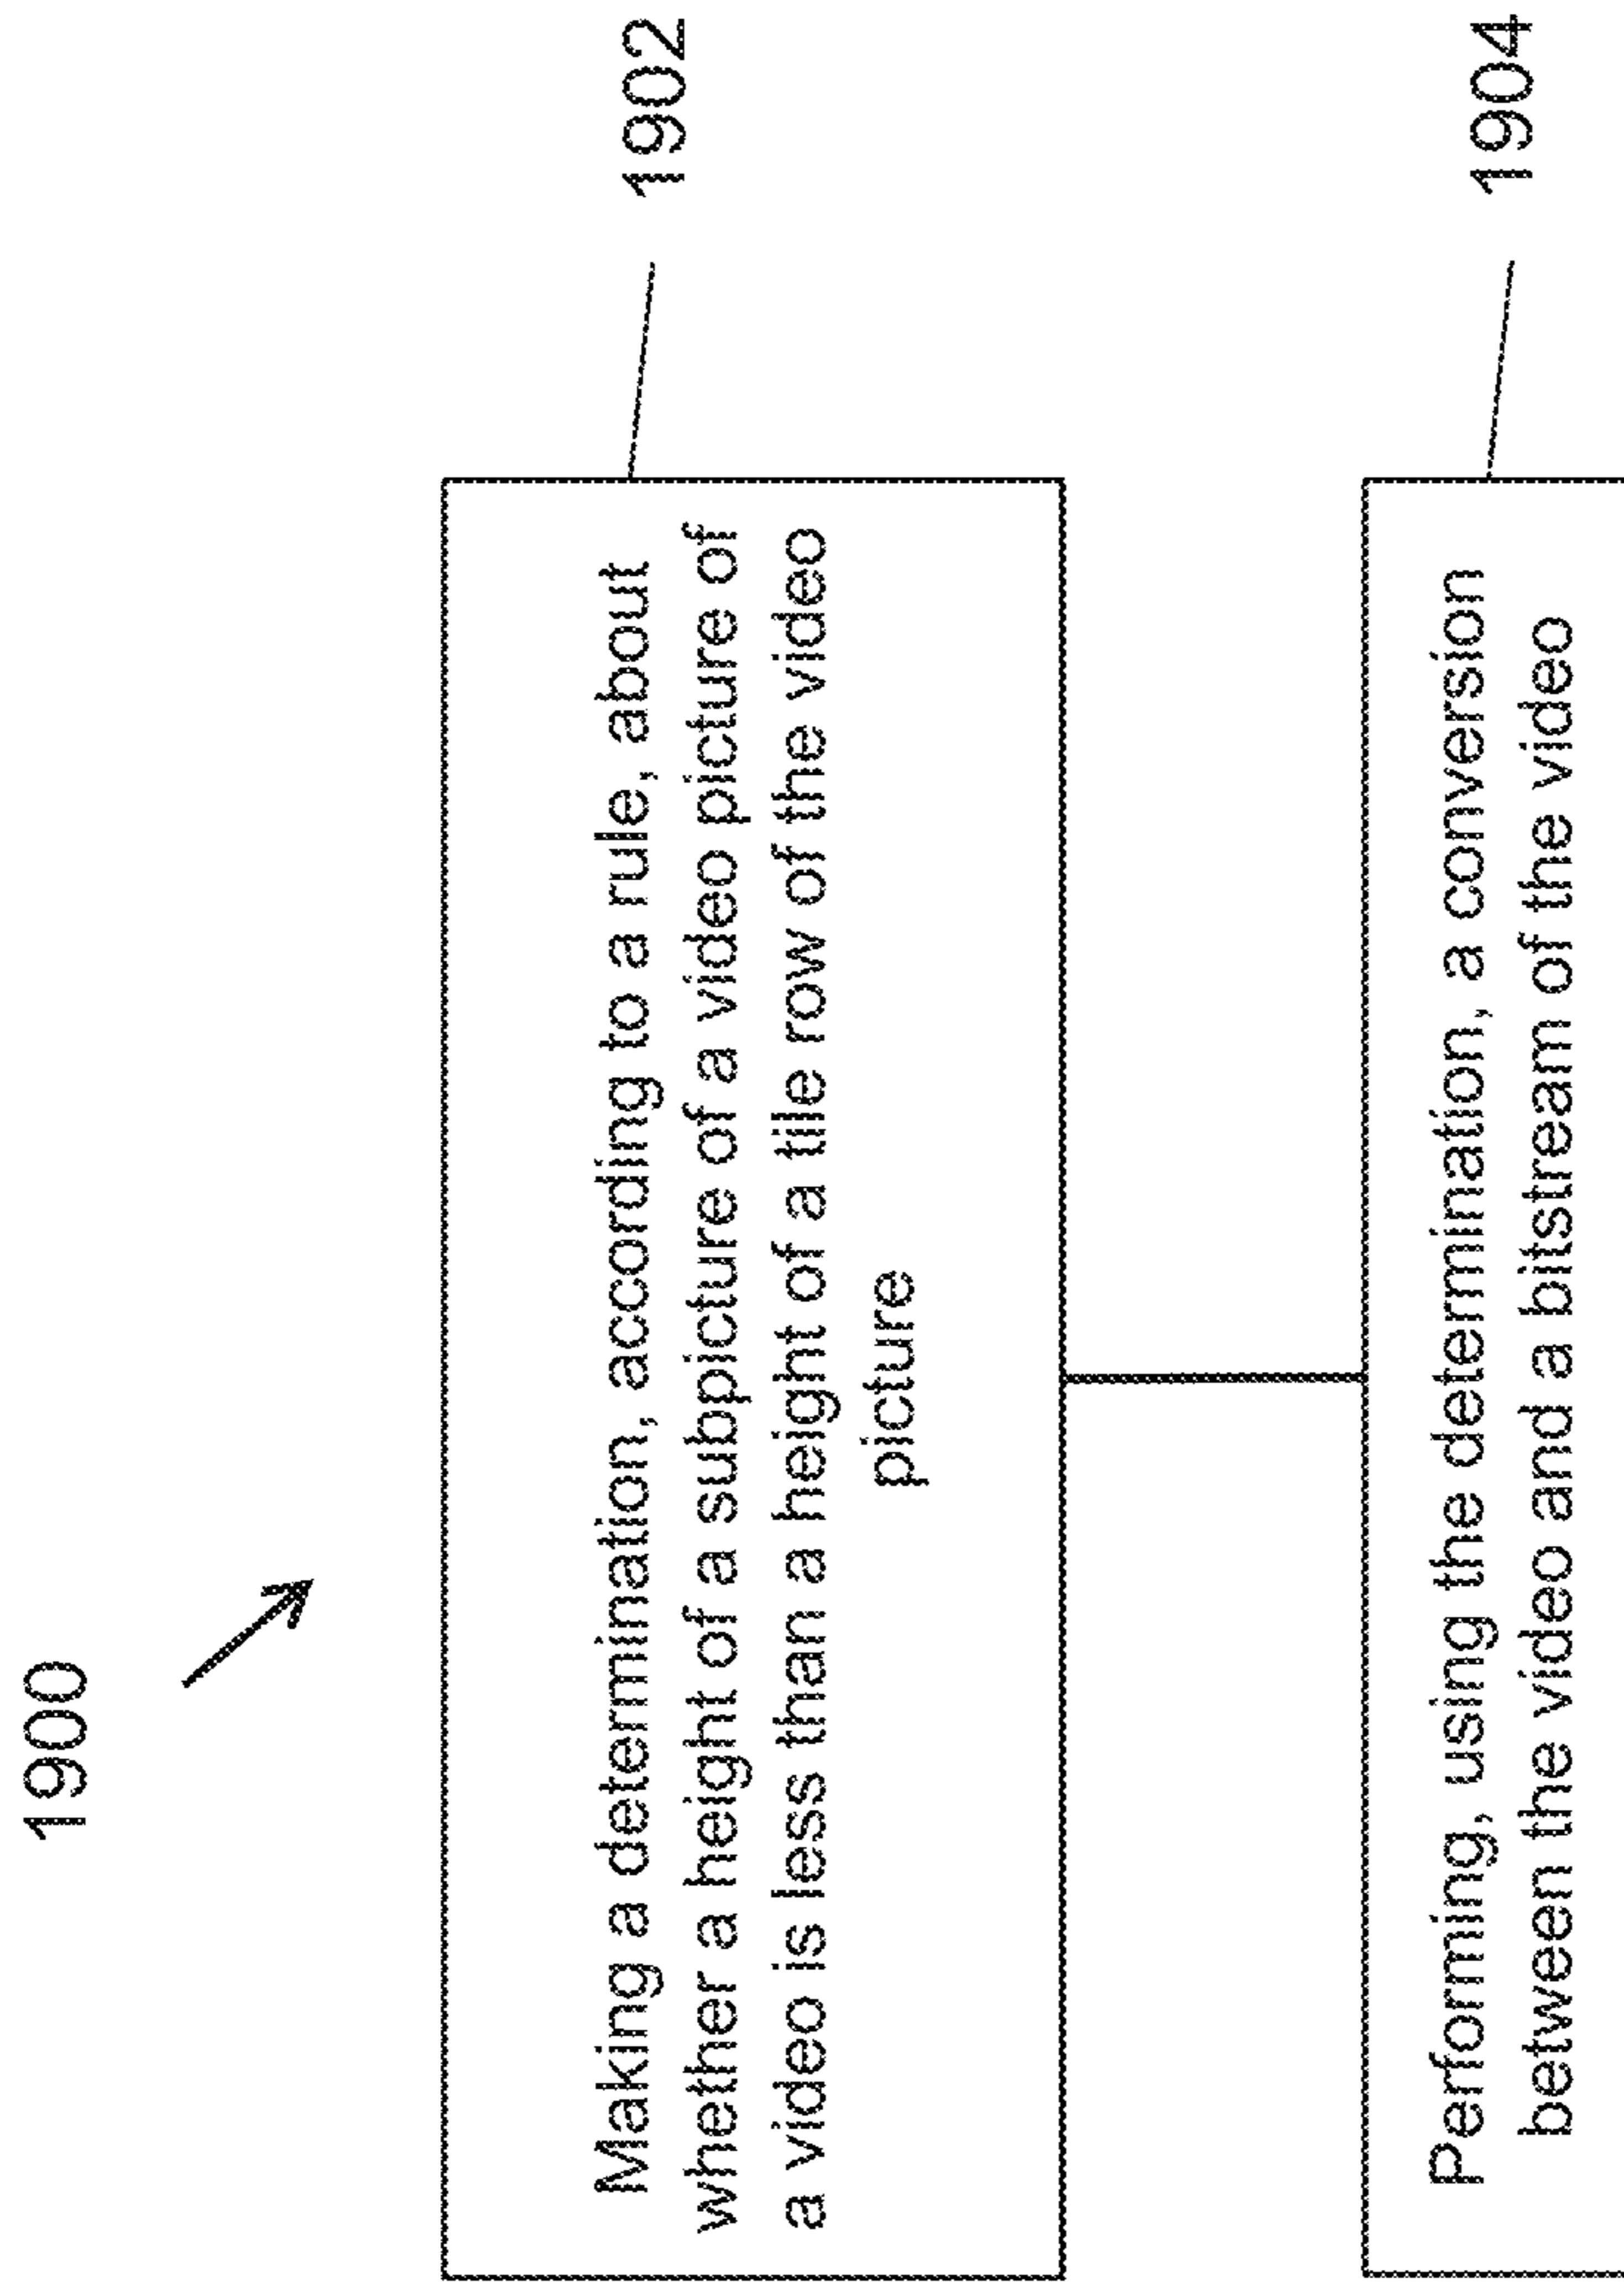 1900
Making a determination, according to a rule, about
whether a height of a subpicture of a video picture of
a video is less than a height of a tile row of the video
picture
1902
Performing, using the determination, a conversion
between the video and a bitstream of the video
1904